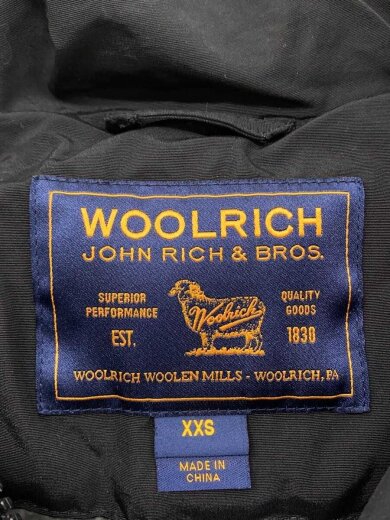 WOOLRICH
JOHN RICH & BROS.
SUPERIOR PERFORMANCE
QUALITY GOODS
Woolrich
EST. 1830
WOOLRICH WOOLEN MILLS - WOOLRICH, PA
XXS
MADE IN
CHINA